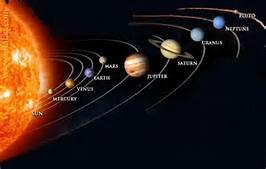 PLUTO
NEPTUNE
URANUS
SATURN
JUPITER
MARS
EARTH
VENUS
MERCURY
SUN